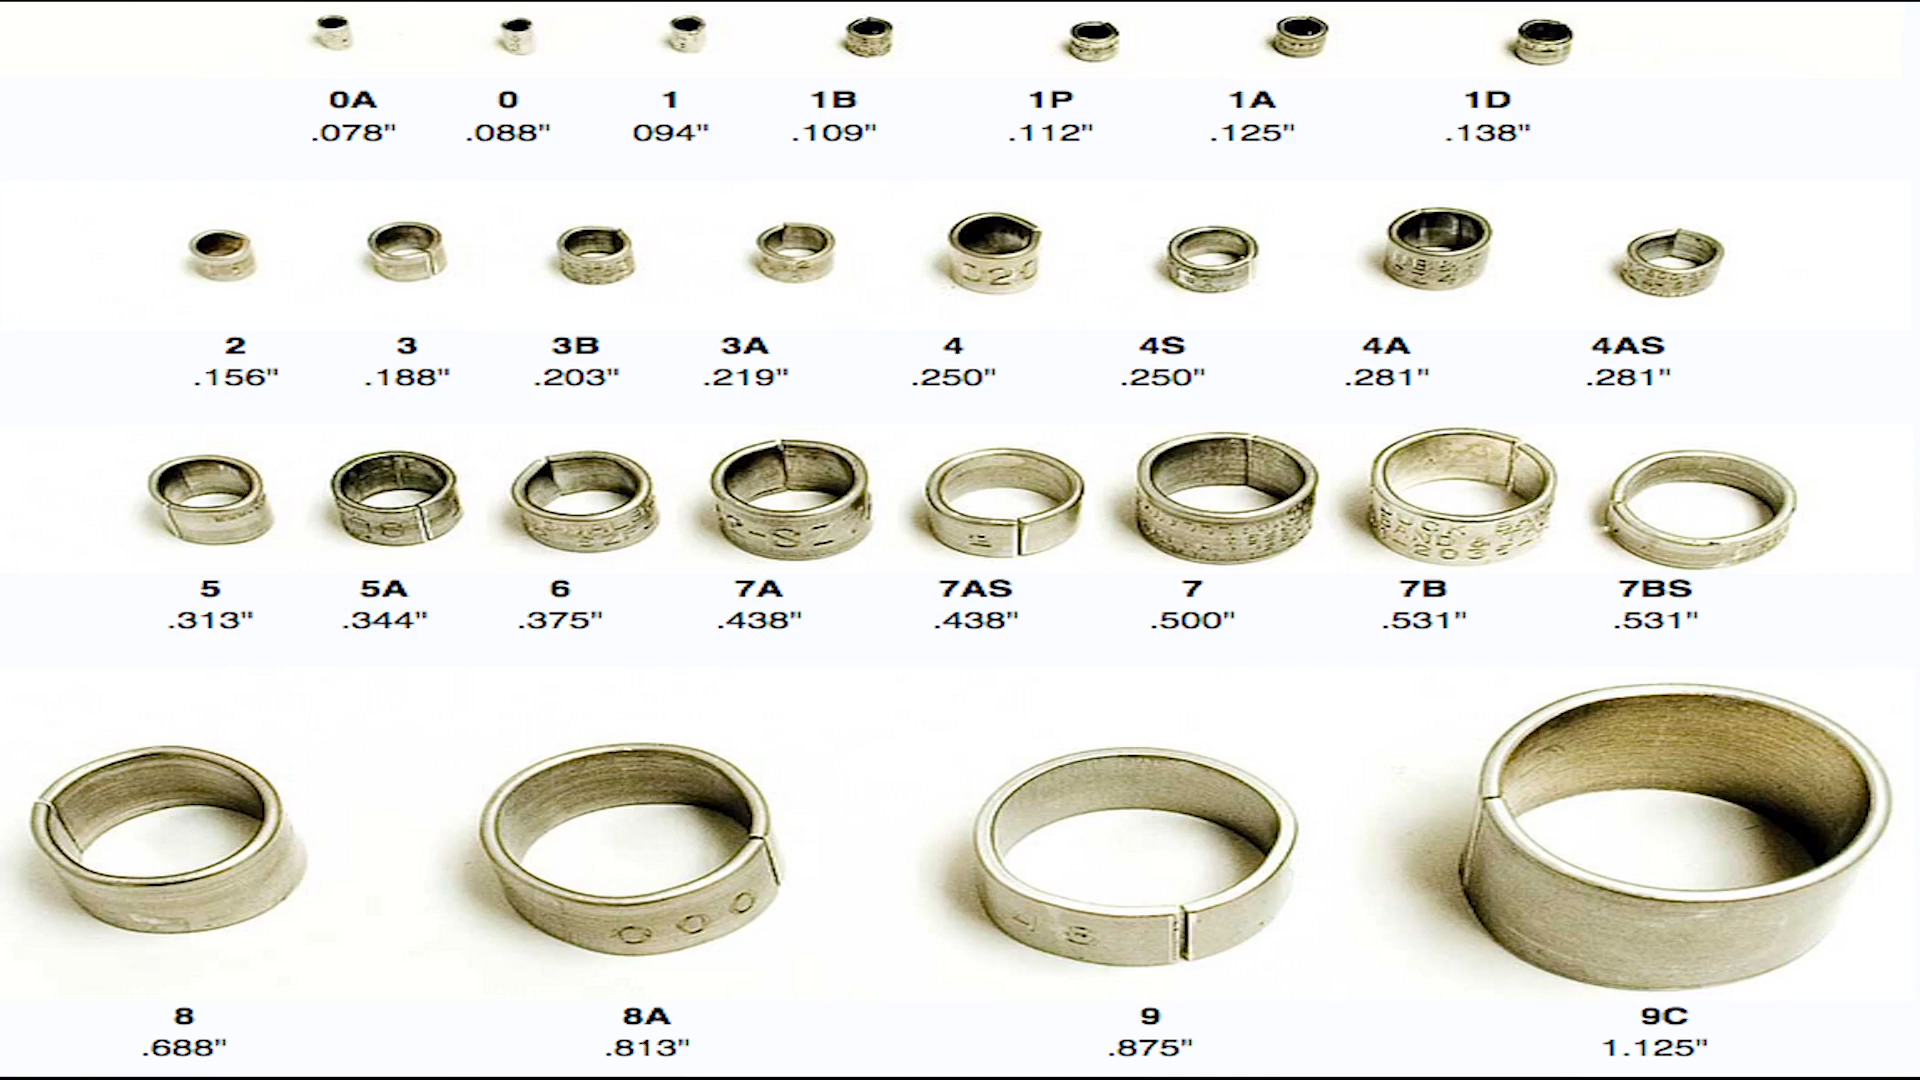 0A 0 1 1B 1P 1A 1D
.078" .088" 094" .109" .112" .125" .138"
020
2 3 3B 3A 4 4S 4A 4AS
.156" .188" .203" .219" .250" .250" .281" .281"
5 5A 6 7A 7AS 7 7B 7BS
.313" .344" .375" .438" .438" .500" .531" .531"
8 8A 9 9C
.688" .813" .875" 1.125"